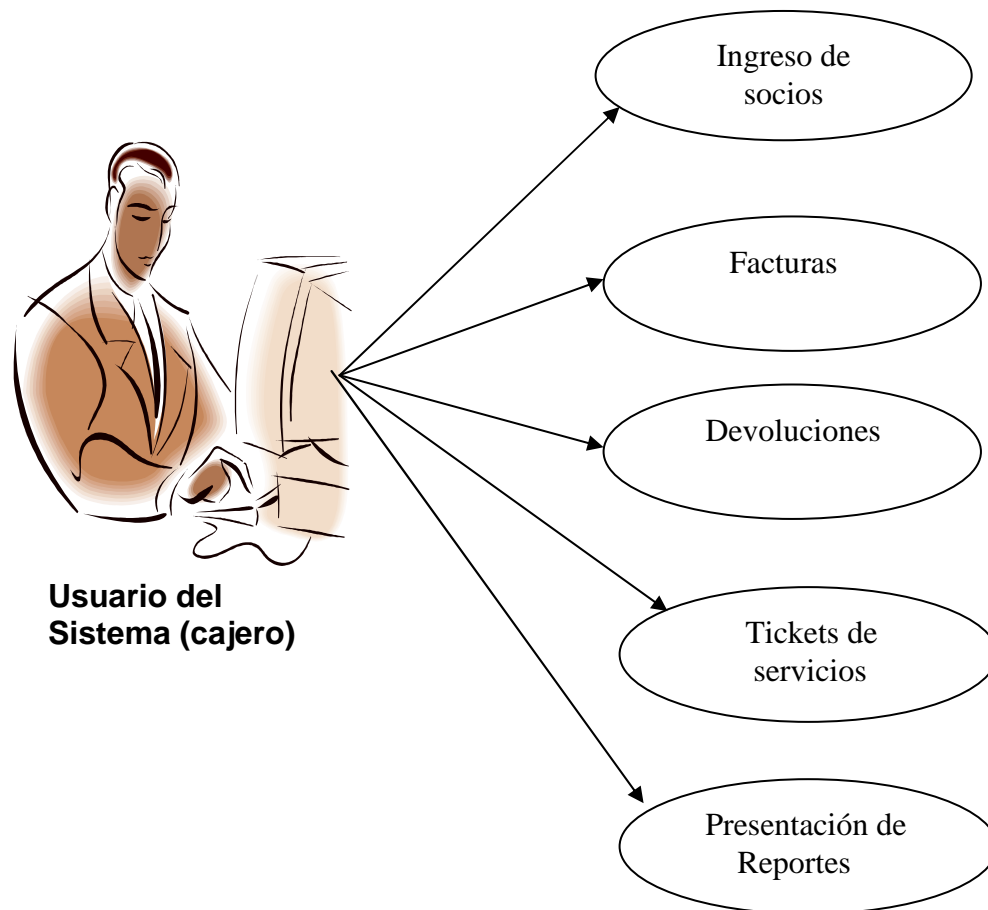 Ingreso de
socios
Facturas
Devoluciones
Usuario del
Sistema (cajero)
Tickets de
servicios
Presentación de
Reportes